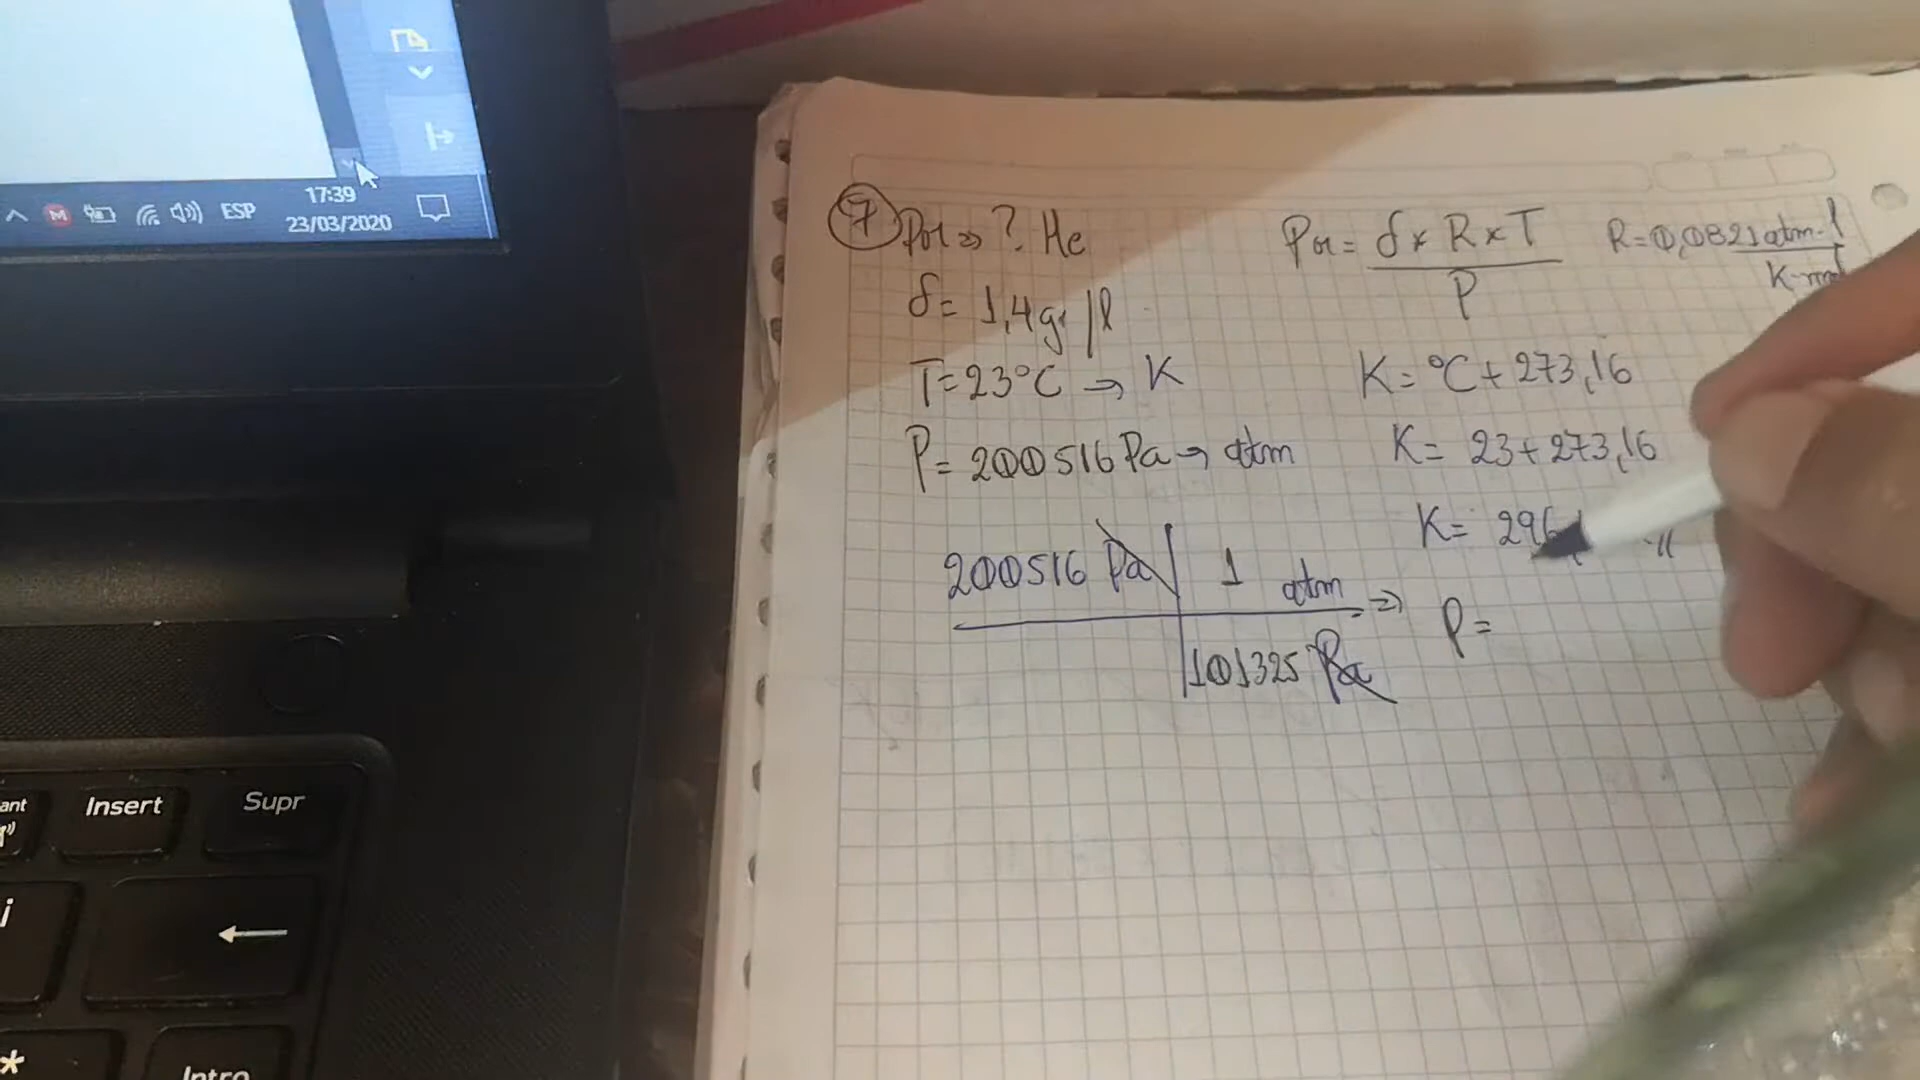 17:39
ESP
23/03/2020
7 PM => ? He
δ= 1,4gr/l
T=23°C → K
P= 200516 Pa → atm
200516 Pa | 1 atm =>
101325 Pa
PM = δ x R x T
P
R=0,0821 atm·l
K-mol
K= °C+273,16
K= 23+273,16
K= 296,
P=
Insert
Supr
Intro
*